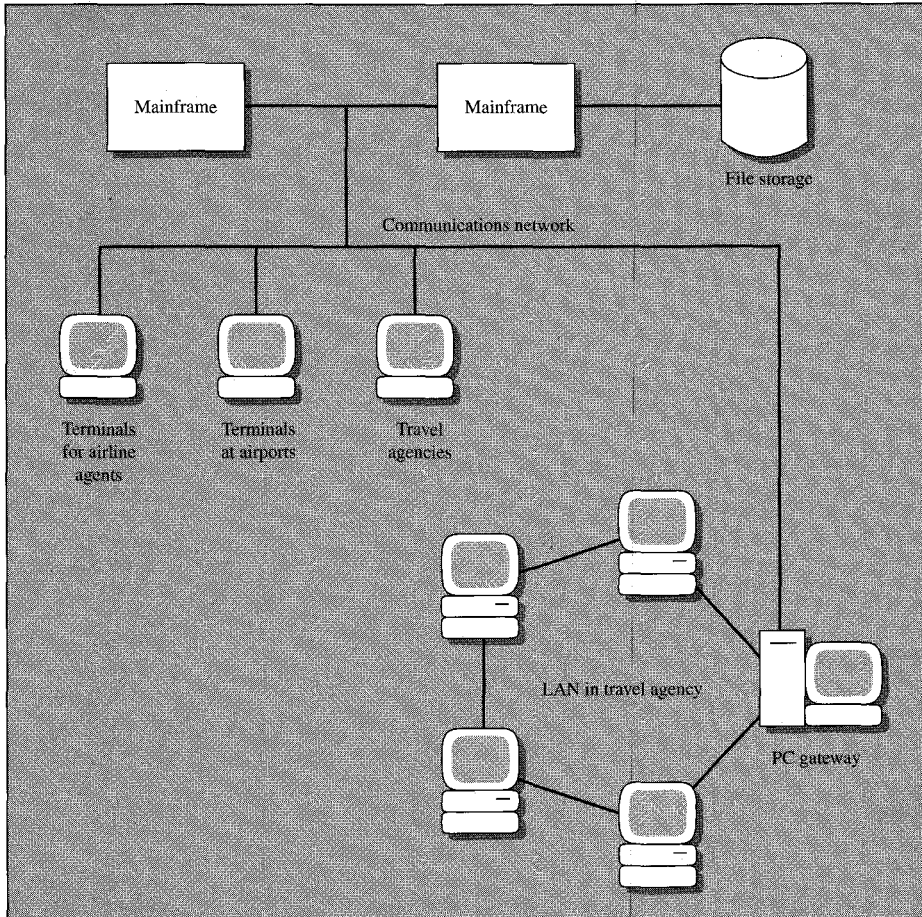 Mainframe
Mainframe
File storage
Communications network
Terminals
for airline
agents
Terminals
at airports
Travel
agencies
LAN in travel agency
PC gateway